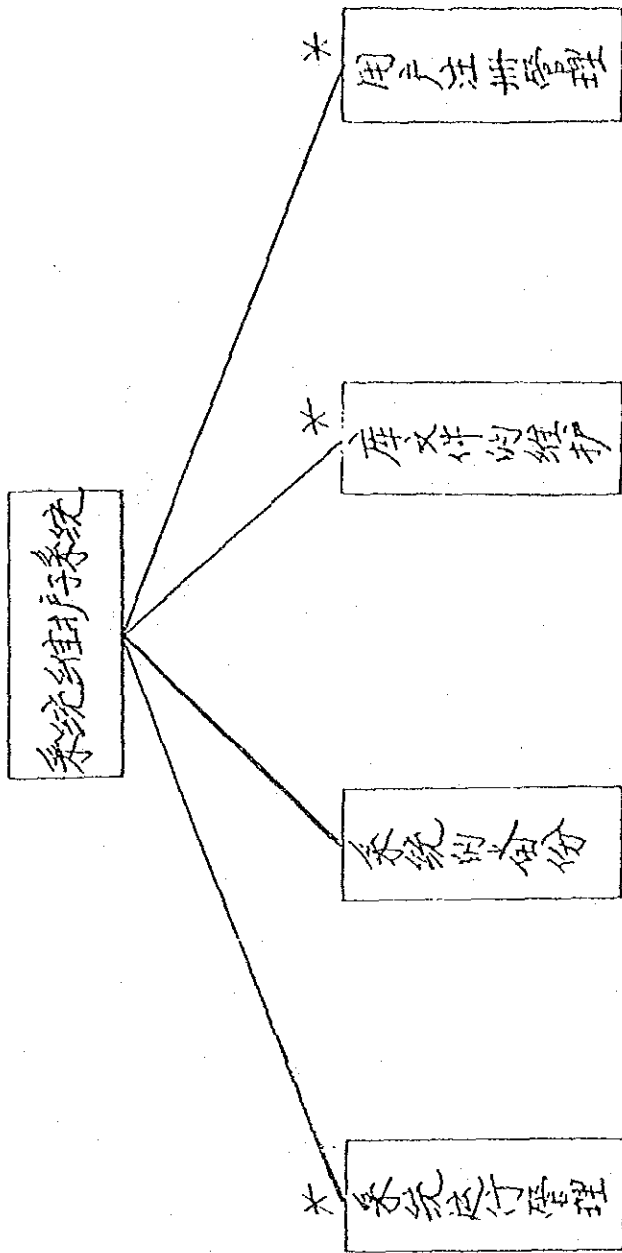 系统维护子系统
* 系统运行管理
系统的备份
* 库文件的维护
* 用户注册管理